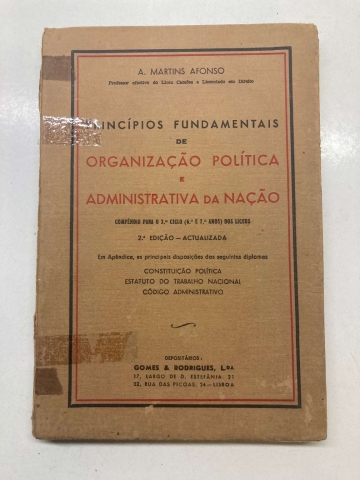 A. MARTINS AFONSO
Professor efectivo do Liceu Camões e Licenciado em Direito
PRINCÍPIOS FUNDAMENTAIS
DE
ORGANIZAÇÃO POLÍTICA
E
ADMINISTRATIVA DA NAÇÃO
COMPÊNDIO PARA O 3.º CICLO (6.º E 7.º ANOS) DOS LICEUS
2.ª EDIÇÃO — ACTUALIZADA
Em Apêndice, as principais disposições dos seguintes diplomas
CONSTITUIÇÃO POLÍTICA
ESTATUTO DO TRABALHO NACIONAL
CÓDIGO ADMINISTRATIVO
DEPOSITÁRIOS:
GOMES & RODRIGUES, L.DA
17, LARGO DE D. ESTEFÂNIA, 21
52, RUA DAS PICOAS, 54 — LISBOA